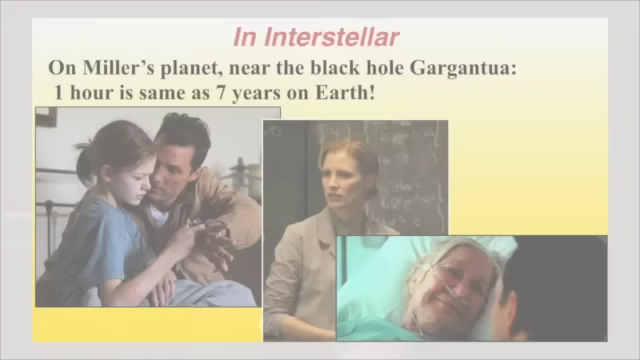 In Interstellar
On Miller's planet, near the black hole Gargantua:
1 hour is same as 7 years on Earth!